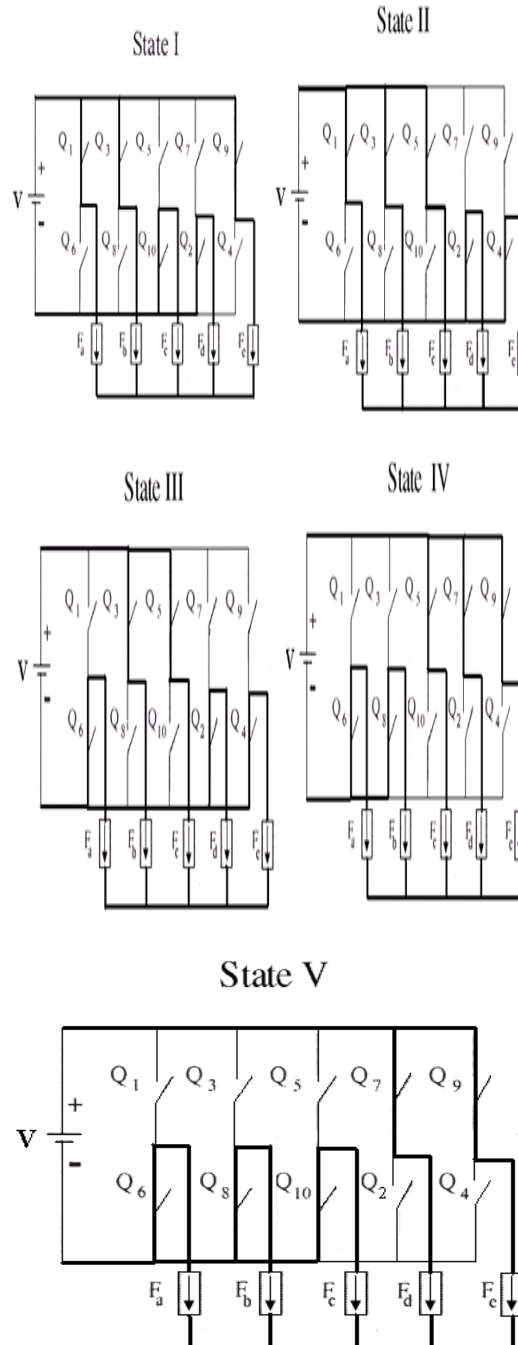 State I
Q1 Q3 Q5 Q7 Q9
+
V
-
Q6 Q8 Q10 Q2 Q4
Fa Fb Fc Fd Fe
State II
Q1 Q3 Q5 Q7 Q9
+
V
-
Q6 Q8 Q10 Q2 Q4
Fa Fb Fc Fd Fe
State III
Q1 Q3 Q5 Q7 Q9
+
V
-
Q6 Q8 Q10 Q2 Q4
Fa Fb Fc Fd Fe
State IV
Q1 Q3 Q5 Q7 Q9
+
V
-
Q6 Q8 Q10 Q2 Q4
Fa Fb Fc Fd Fe
State V
Q1 Q3 Q5 Q7 Q9
+
V
-
Q6 Q8 Q10 Q2 Q4
Fa Fb Fc Fd Fe